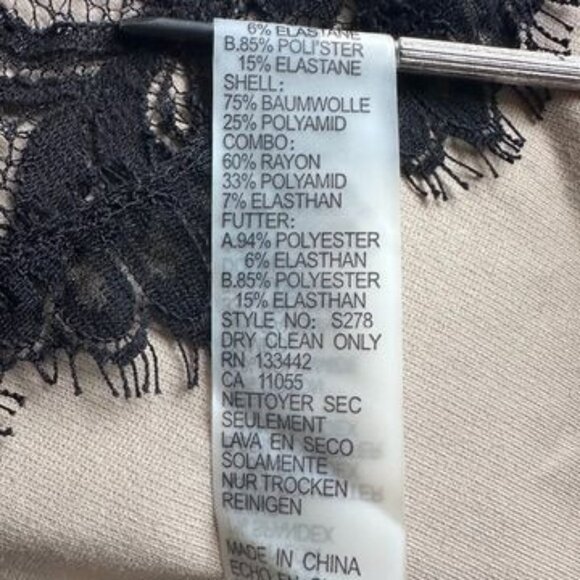 6% ELASTANE
B.85% POLI'STER
15% ELASTANE
SHELL:
75% BAUMWOLLE
25% POLYAMID
COMBO:
60% RAYON
33% POLYAMID
7% ELASTHAN
FUTTER:
A.94% POLYESTER
6% ELASTHAN
B.85% POLYESTER
15% ELASTHAN
STYLE NO: S278
DRY CLEAN ONLY
RN 133442
CA 11055
NETTOYER SEC
SEULEMENT
LAVA EN SECO
SOLAMENTE
NUR TROCKEN
REINIGEN
MADE IN CHINA